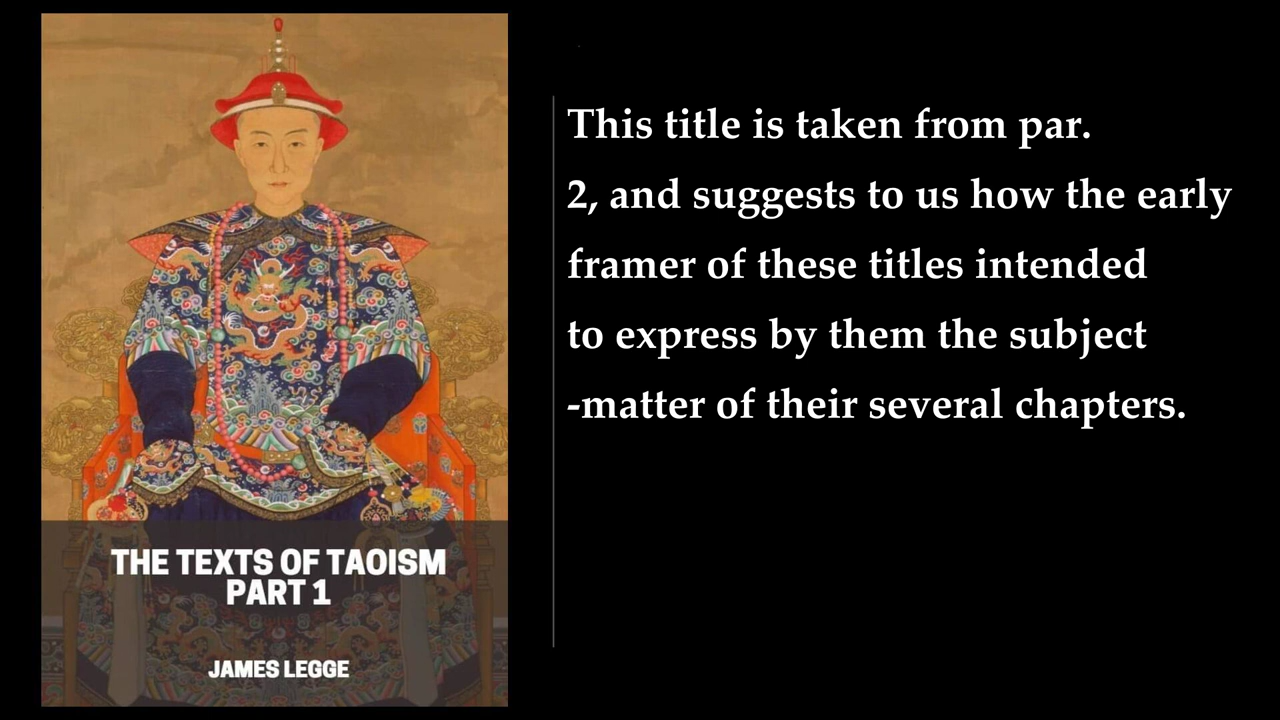 THE TEXTS OF TAOISM
PART 1
JAMES LEGGE
This title is taken from par.
2, and suggests to us how the early
framer of these titles intended
to express by them the subject
-matter of their several chapters.